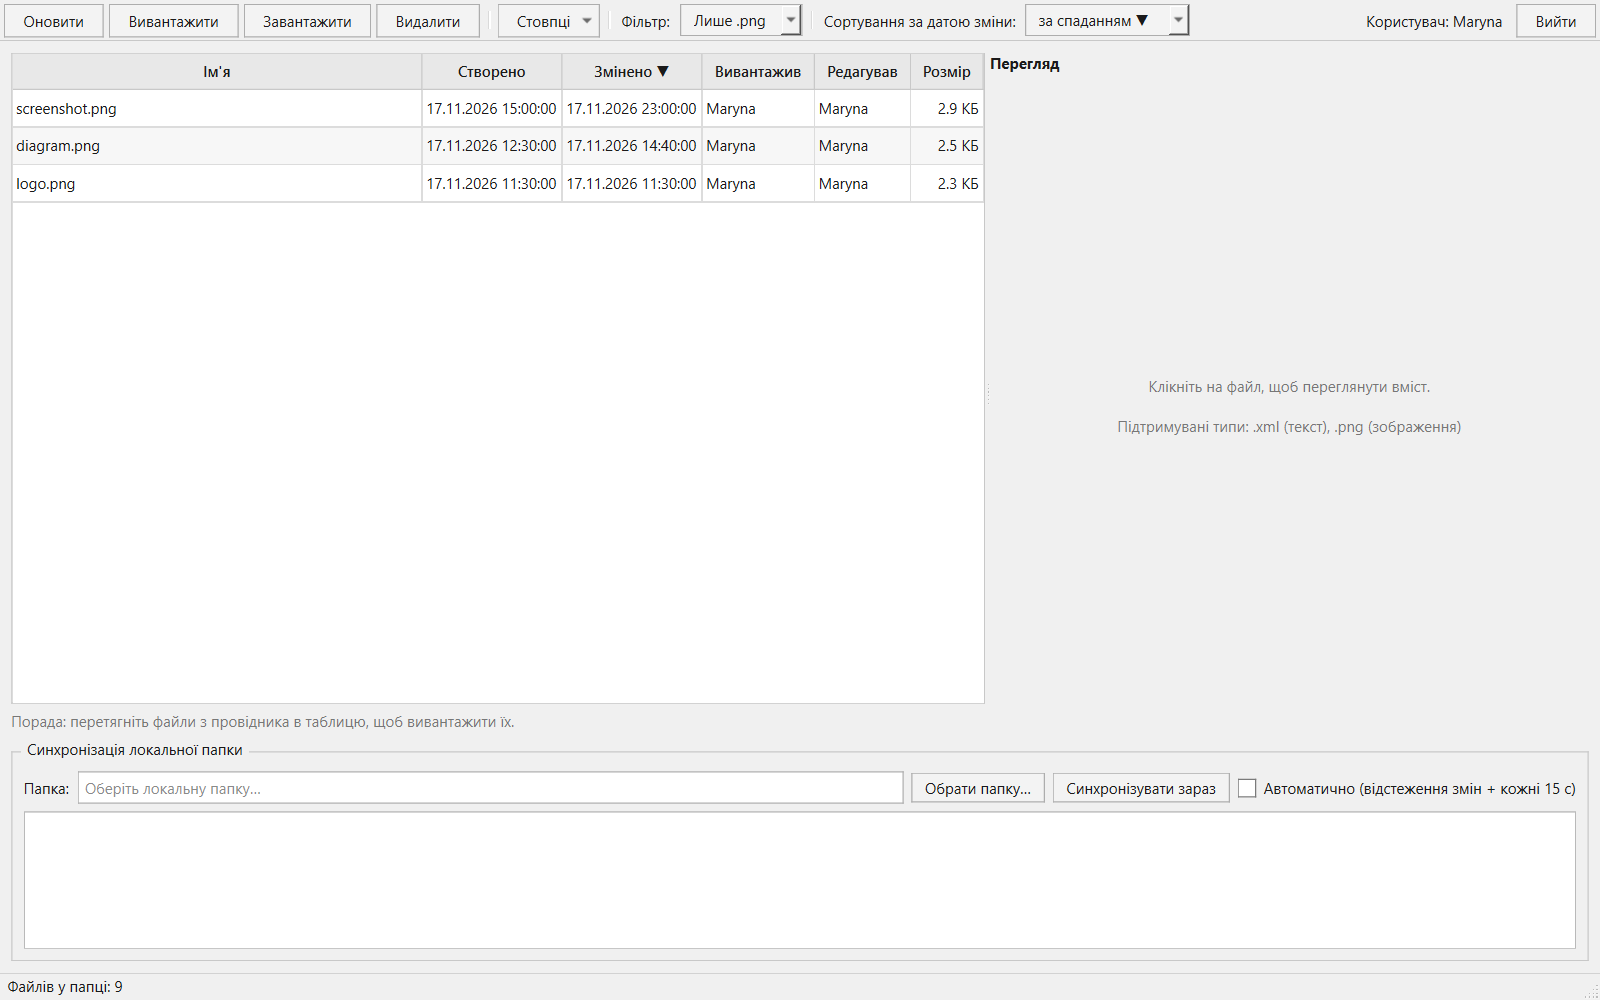 Оновити Вивантажити Завантажити Видалити Стовпці Фільтр: Лише .png Сортування за датою зміни: за спаданням ▼ Користувач: Maryna Вийти
Ім'я Створено Змінено ▼ Вивантажив Редагував Розмір
screenshot.png 17.11.2026 15:00:00 17.11.2026 23:00:00 Maryna Maryna 2.9 КБ
diagram.png 17.11.2026 12:30:00 17.11.2026 14:40:00 Maryna Maryna 2.5 КБ
logo.png 17.11.2026 11:30:00 17.11.2026 11:30:00 Maryna Maryna 2.3 КБ
Перегляд
Клікніть на файл, щоб переглянути вміст.
Підтримувані типи: .xml (текст), .png (зображення)
Порада: перетягніть файли з провідника в таблицю, щоб вивантажити їх.
Синхронізація локальної папки
Папка: Оберіть локальну папку... Обрати папку... Синхронізувати зараз Автоматично (відстеження змін + кожні 15 с)
Файлів у папці: 9